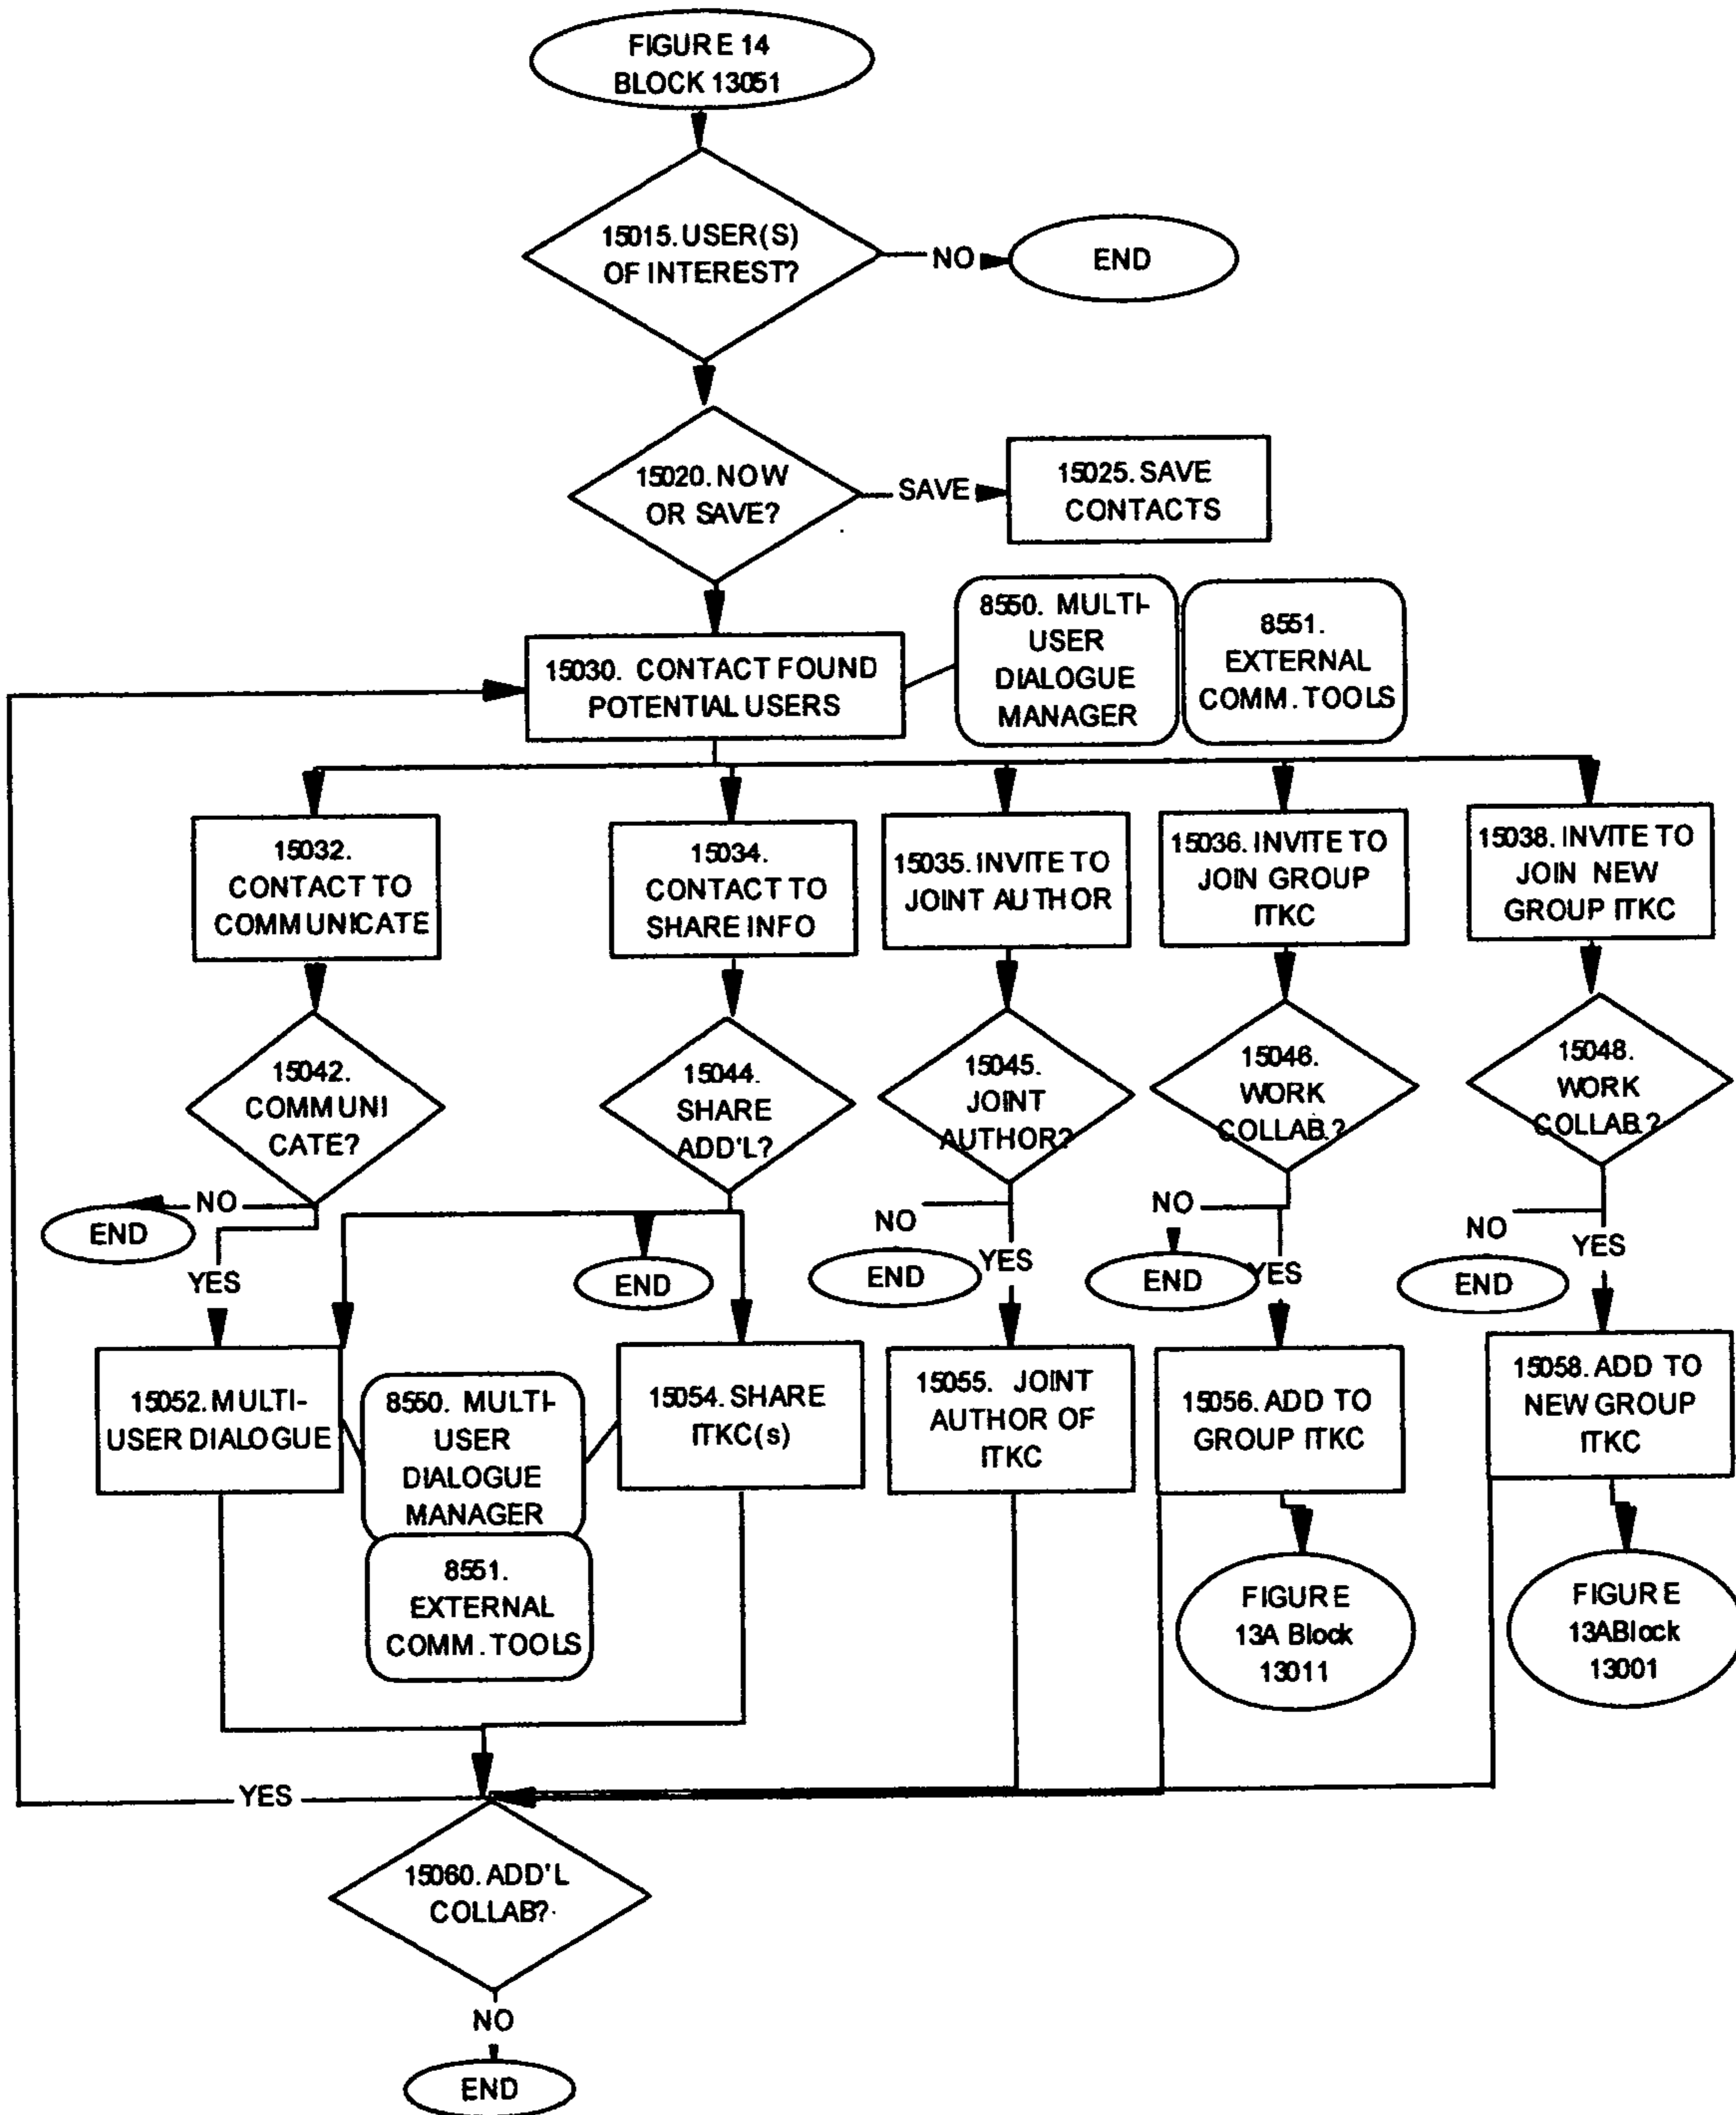 FIGURE 14
BLOCK 13051
15015. USER(S)
OF INTEREST?
NO
END
15020. NOW
OR SAVE?
SAVE
15025. SAVE
CONTACTS
15030. CONTACT FOUND
POTENTIAL USERS
8550. MULTI-
USER
DIALOGUE
MANAGER
8551.
EXTERNAL
COMM. TOOLS
15032.
CONTACT TO
COMMUNICATE
15034.
CONTACT TO
SHARE INFO
15035. INVITE TO
JOINT AUTHOR
15036. INVITE TO
JOIN GROUP
ITKC
15038. INVITE TO
JOIN NEW
GROUP ITKC
15042.
COMMUNI
CATE?
15044.
SHARE
ADD'L?
15045.
JOINT
AUTHOR?
15046.
WORK
COLLAB.?
15048.
WORK
COLLAB.?
NO
END
YES
END
NO
END
YES
NO
END
YES
NO
END
YES
15052. MULTI-
USER DIALOGUE
8550. MULTI-
USER
DIALOGUE
MANAGER
8551.
EXTERNAL
COMM. TOOLS
15054. SHARE
ITKC(s)
15055. JOINT
AUTHOR OF
ITKC
15056. ADD TO
GROUP ITKC
15058. ADD TO
NEW GROUP
ITKC
FIGURE
13A Block
13011
FIGURE
13ABlock
13001
YES
15060. ADD'L
COLLAB?
NO
END